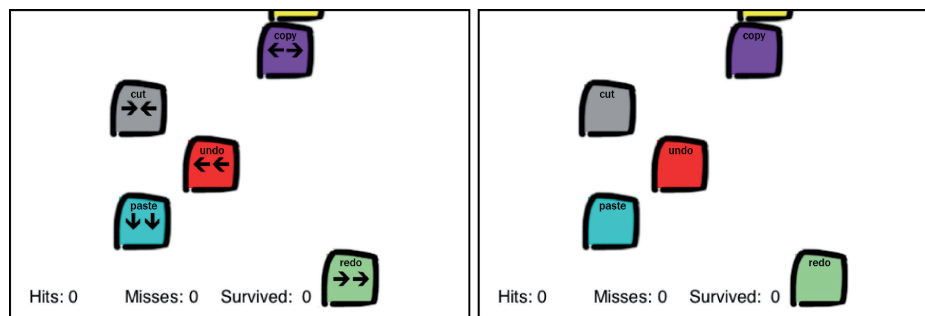 copy
cut
undo
paste
redo
Hits: 0 Misses: 0 Survived: 0
copy
cut
undo
paste
redo
Hits: 0 Misses: 0 Survived: 0